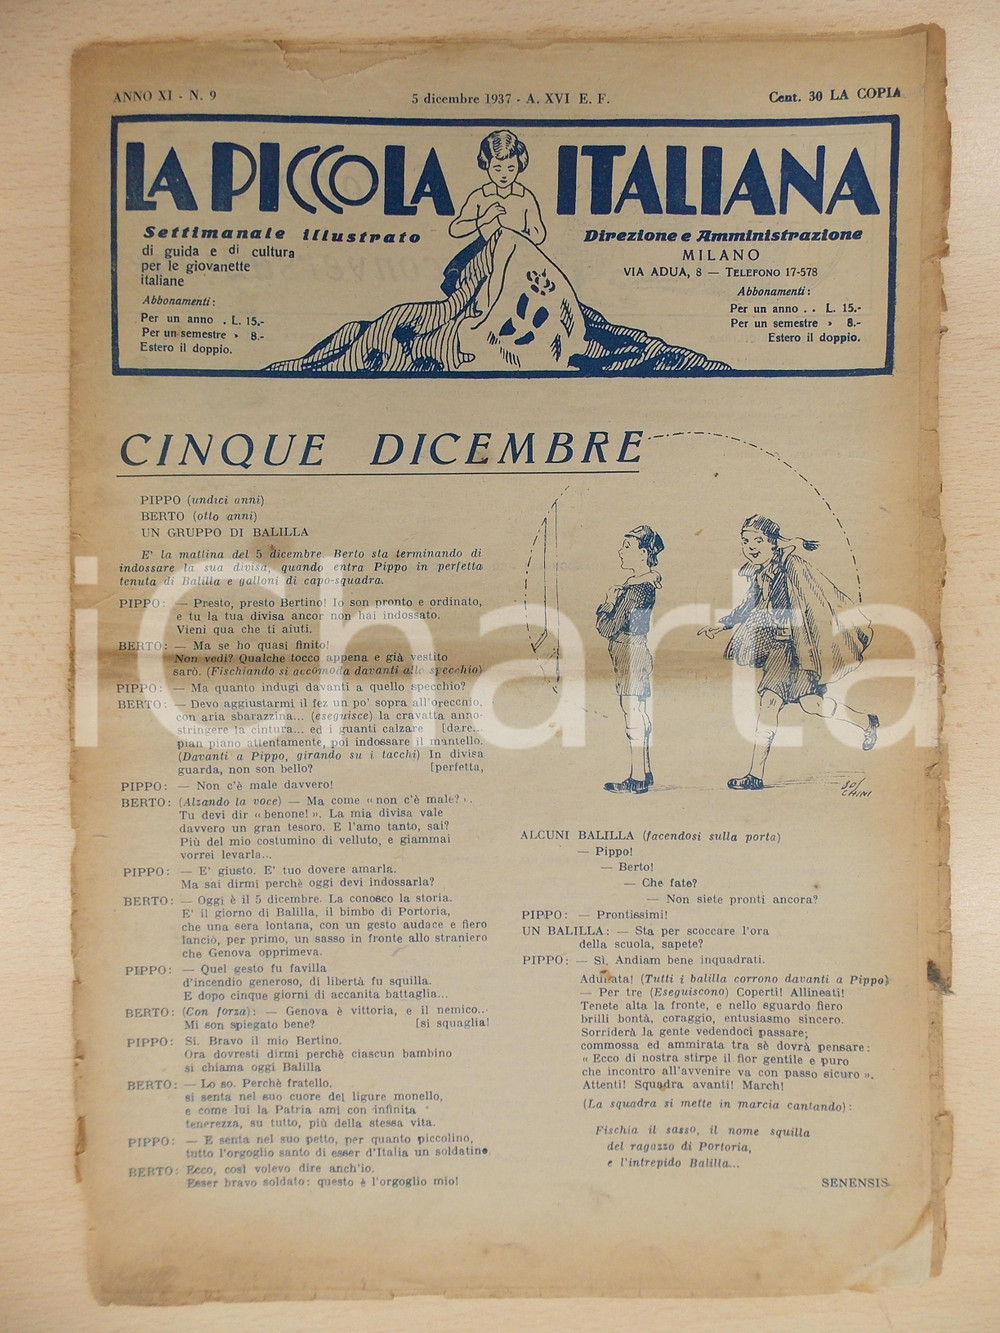 ANNO XI - N. 9
5 dicembre 1937 - A. XVI E. F.
Cent. 30 LA COPIA
LA PICCOLA ITALIANA
Settimanale illustrato
di guida e di cultura
per le giovanette
italiane
Abbonamenti:
Per un anno . L. 15.-
Per un semestre » 8.-
Estero il doppio.
Direzione e Amministrazione
MILANO
VIA ADUA, 8 — TELEFONO 17-578
Abbonamenti:
Per un anno . . L. 15.-
Per un semestre » 8.-
Estero il doppio.
CINQUE DICEMBRE
PIPPO (undici anni)
BERTO (otto anni)
UN GRUPPO DI BALILLA
E' la mattina del 5 dicembre. Berto sta terminando di
indossare la sua divisa, quando entra Pippo in perfetta
tenuta di Balilla e galloni di capo-squadra.
PIPPO: — Presto, presto Bertino! Io son pronto e ordinato,
e tu la tua divisa ancor non hai indossato.
Vieni qua che ti aiuti.
BERTO: — Ma se ho quasi finito!
Non vedi? Qualche tocco appena e già vestito
sarò. (Fischiando si accomoda davanti allo specchio)
PIPPO: — Ma quanto indugi davanti a quello specchio?
BERTO: — Devo aggiustarmi il fez un po' sopra all'orecchio,
con aria sbarazzina... (eseguisce) la cravatta anno-
stringere la cintura... ed i guanti calzare [dare...
pian piano attentamente, poi indossare il mantello.
(Davanti a Pippo, girando su i tacchi) In divisa
guarda, non son bello? [perfetta,
PIPPO: — Non c'è male davvero!
BERTO: (Alzando la voce) — Ma come « non c'è male? ».
Tu devi dir « benone! ». La mia divisa vale
davvero un gran tesoro. E l'amo tanto, sai?
Più del mio costumino di velluto, e giammai
vorrei levarla...
PIPPO: — E' giusto. E' tuo dovere amarla.
Ma sai dirmi perchè oggi devi indossarla?
BERTO: — Oggi è il 5 dicembre. La conosco la storia.
E' il giorno di Balilla, il bimbo di Portoria,
che una sera lontana, con un gesto audace e fiero
lanciò, per primo, un sasso in fronte allo straniero
che Genova opprimeva.
PIPPO: — Quel gesto fu favilla
d'incendio generoso, di libertà fu squilla.
E dopo cinque giorni di accanita battaglia...
BERTO: (Con forza): — Genova è vittoria, e il nemico...
Mi son spiegato bene? [si squaglia!
PIPPO: Si. Bravo il mio Bertino.
Ora dovresti dirmi perchè ciascun bambino
si chiama oggi Balilla
BERTO: — Lo so. Perchè fratello.
si senta nel suo cuore del ligure monello,
e come lui la Patria ami con infinita
tenerezza, su tutto, più della stessa vita.
PIPPO: — E senta nel suo petto, per quanto piccolino,
tutto l'orgoglio santo di esser d'Italia un soldatino.
BERTO: Ecco, così volevo dire anch'io.
Esser bravo soldato: questo è l'orgoglio mio!
SO/
CHINI
ALCUNI BALILLA (facendosi sulla porta)
— Pippo!
— Berto!
— Che fate?
— Non siete pronti ancora?
PIPPO: — Prontissimi!
UN BALILLA: — Sta per scoccare l'ora
della scuola, sapete?
PIPPO: — Si. Andiam bene inquadrati.
Adunata! (Tutti i balilla corrono davanti a Pippo)
— Per tre (Eseguiscono) Coperti! Allineati!
Tenete alta la fronte, e nello sguardo fiero
brilli bontà, coraggio, entusiasmo sincero.
Sorriderà la gente vedendoci passare;
commossa ed ammirata tra sè dovrà pensare:
« Ecco di nostra stirpe il fior gentile e puro
che incontro all'avvenire va con passo sicuro ».
Attenti! Squadra avanti! March!
(La squadra si mette in marcia cantando):
Fischia il sasso, il nome squilla
del ragazzo di Portoria,
e l'intrepido Balilla...
SENENSIS
iCharta